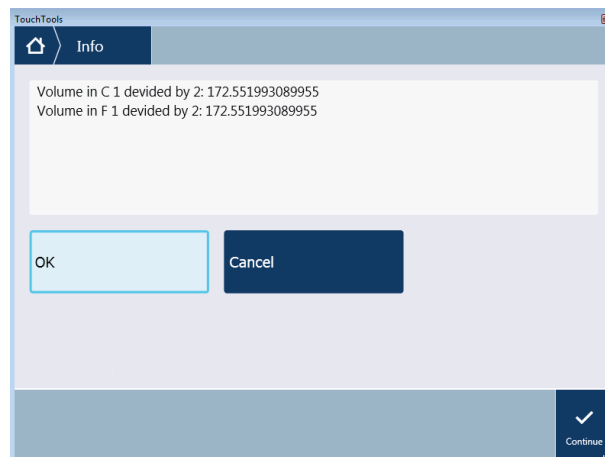 TouchTools
Info
Volume in C 1 devided by 2: 172.551993089955
Volume in F 1 devided by 2: 172.551993089955
OK
Cancel
Continue